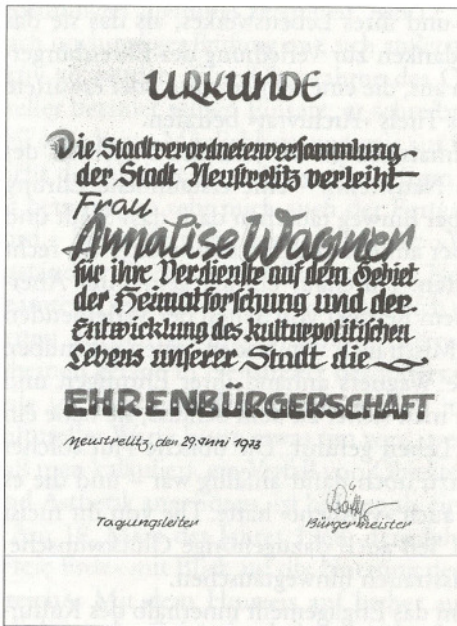 URKUNDE
Die Stadtverordnetenversammlung
der Stadt Neustrelitz verleiht
Frau
Annalise Wagner
für ihre Verdienste auf dem Gebiet
der Heimatforschung und der
Entwicklung des kulturpolitischen
Lebens unserer Stadt die
EHRENBÜRGERSCHAFT
Neustrelitz, den 29. Juni 1973
Tagungsleiter Bürgermeister